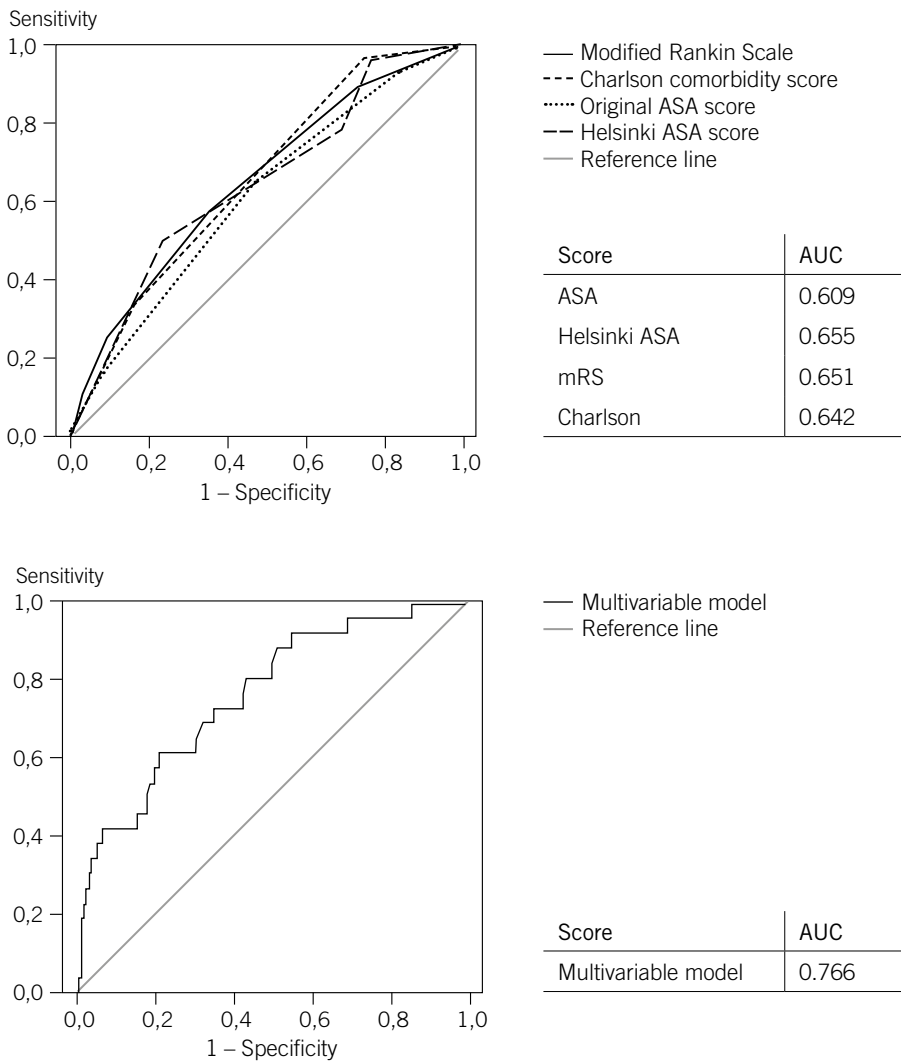 Sensitivity
1,0
0,8
0,6
0,4
0,2
0,0
0,0 0,2 0,4 0,6 0,8 1,0
1 – Specificity
Modified Rankin Scale
Charlson comorbidity score
Original ASA score
Helsinki ASA score
Reference line
Score AUC
ASA 0.609
Helsinki ASA 0.655
mRS 0.651
Charlson 0.642
Sensitivity
1,0
0,8
0,6
0,4
0,2
0,0
0,0 0,2 0,4 0,6 0,8 1,0
1 – Specificity
Multivariable model
Reference line
Score AUC
Multivariable model 0.766